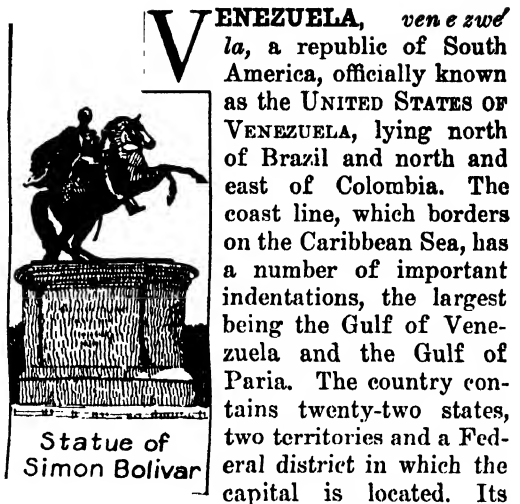 VENEZUELA, ven e zwe′
la, a republic of South
America, officially known
as the UNITED STATES OF
VENEZUELA, lying north
of Brazil and north and
east of Colombia. The
coast line, which borders
on the Caribbean Sea, has
a number of important
indentations, the largest
being the Gulf of Vene-
zuela and the Gulf of
Paria. The country con-
tains twenty-two states,
two territories and a Fed-
eral district in which the
capital is located. Its
Statue of
Simon Bolivar